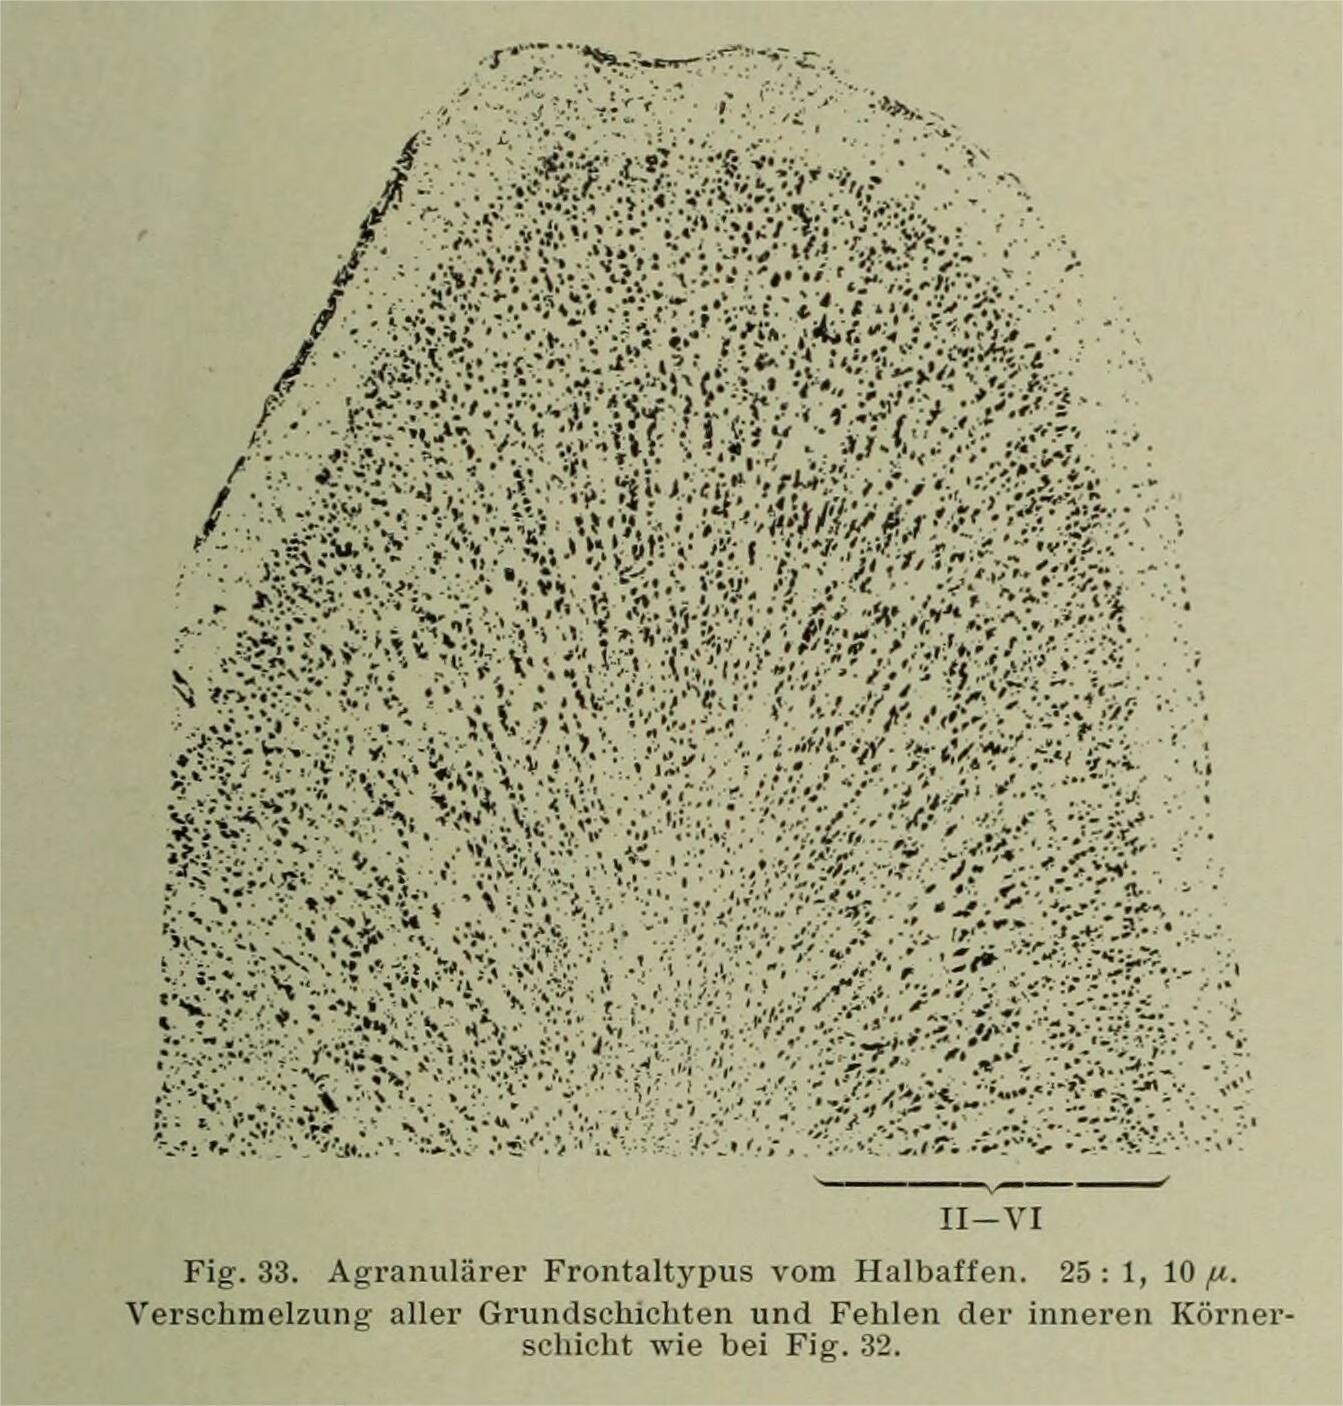 II—VI
Fig. 33. Agranulärer Frontaltypus vom Halbaffen. 25 : 1, 10 μ.
Verschmelzung aller Grundschichten und Fehlen der inneren Körner-
schicht wie bei Fig. 32.